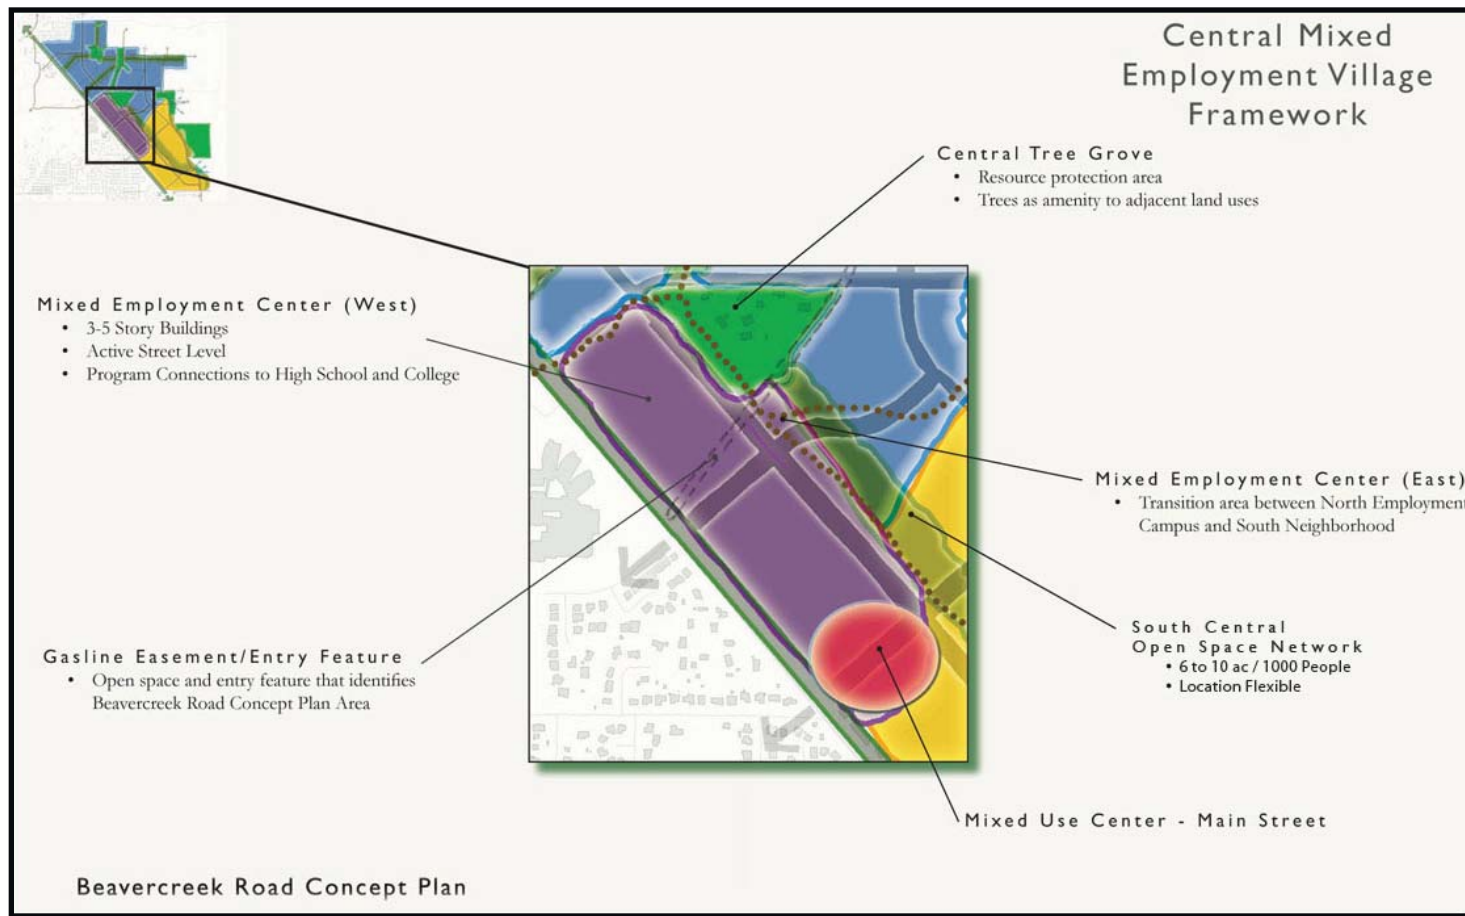 Central Mixed
Employment Village
Framework
Central Tree Grove
• Resource protection area
• Trees as amenity to adjacent land uses
Mixed Employment Center (West)
• 3-5 Story Buildings
• Active Street Level
• Program Connections to High School and College
Mixed Employment Center (East)
• Transition area between North Employment
Campus and South Neighborhood
South Central
Open Space Network
• 6 to 10 ac / 1000 People
• Location Flexible
Gasline Easement/Entry Feature
• Open space and entry feature that identifies
Beavercreek Road Concept Plan Area
Mixed Use Center - Main Street
Beavercreek Road Concept Plan